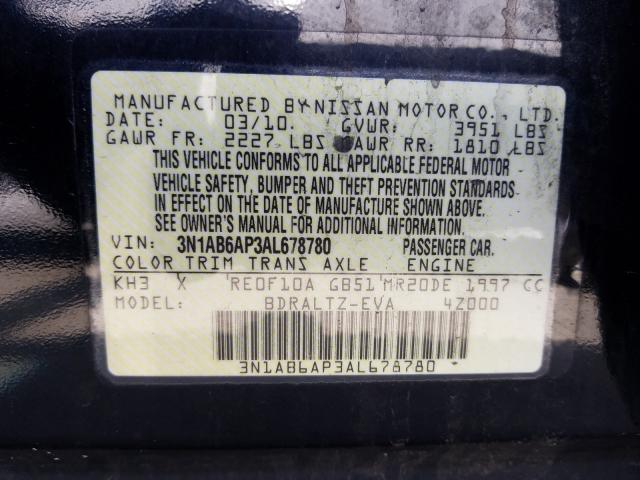 MANUFACTURED BY NISSAN MOTOR CO., LTD.
DATE: 03/10. GVWR: 3951 LBS
GAWR FR: 2227 LBS GAWR RR: 1810 LBS
THIS VEHICLE CONFORMS TO ALL APPLICABLE FEDERAL MOTOR
VEHICLE SAFETY, BUMPER AND THEFT PREVENTION STANDARDS
IN EFFECT ON THE DATE OF MANUFACTURE SHOWN ABOVE.
SEE OWNER'S MANUAL FOR ADDITIONAL INFORMATION.
VIN: 3N1AB6AP3AL678780 PASSENGER CAR.
COLOR TRIM TRANS AXLE ENGINE
KH3 X RE0F10A GB51 MR20DE 1997 CC
MODEL: BDRALTZ-EVA 4Z000
3N1AB6AP3AL678780